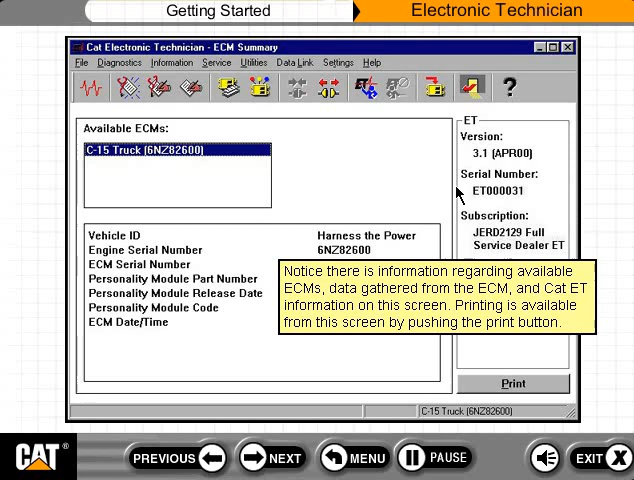 Getting Started
Electronic Technician
Cat Electronic Technician - ECM Summary
File Diagnostics Information Service Utilities Data Link Settings Help
Available ECMs:
C-15 Truck (6NZ82600)
ET
Version:
3.1 (APR00)
Serial Number:
ET000031
Subscription:
JERD2129 Full
Service Dealer ET
Vehicle ID Harness the Power
Engine Serial Number 6NZ82600
ECM Serial Number
Personality Module Part Number
Personality Module Release Date
Personality Module Code
ECM Date/Time
Notice there is information regarding available
ECMs, data gathered from the ECM, and Cat ET
information on this screen. Printing is available
from this screen by pushing the print button.
Print
C-15 Truck (6NZ82600)
CAT ®
PREVIOUS NEXT MENU PAUSE EXIT X